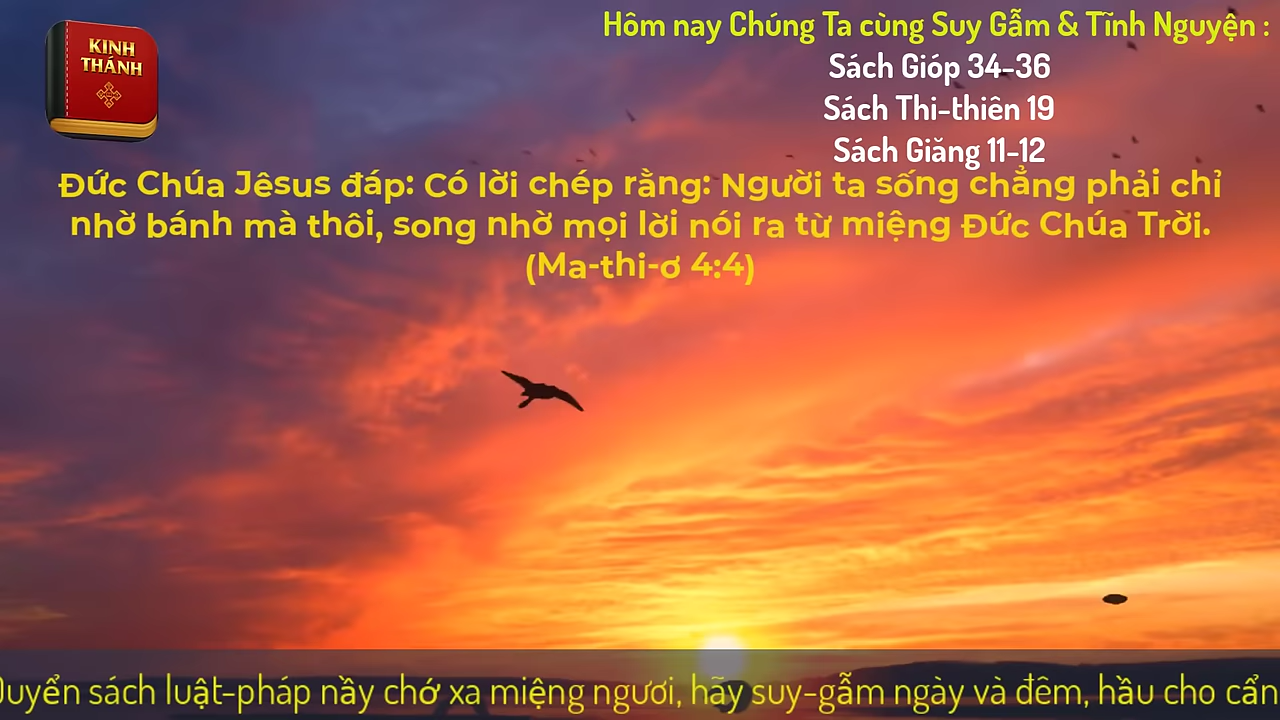 KINH
THÁNH
Hôm nay Chúng Ta cùng Suy Gẫm & Tĩnh Nguyện :
Sách Gióp 34-36
Sách Thi-thiên 19
Sách Giăng 11-12
Đức Chúa Jêsus đáp: Có lời chép rằng: Người ta sống chẳng phải chỉ
nhờ bánh mà thôi, song nhờ mọi lời nói ra từ miệng Đức Chúa Trời.
(Ma-thi-ơ 4:4)
Quyển sách luật-pháp nầy chớ xa miệng ngươi, hãy suy-gẫm ngày và đêm, hầu cho cẩn